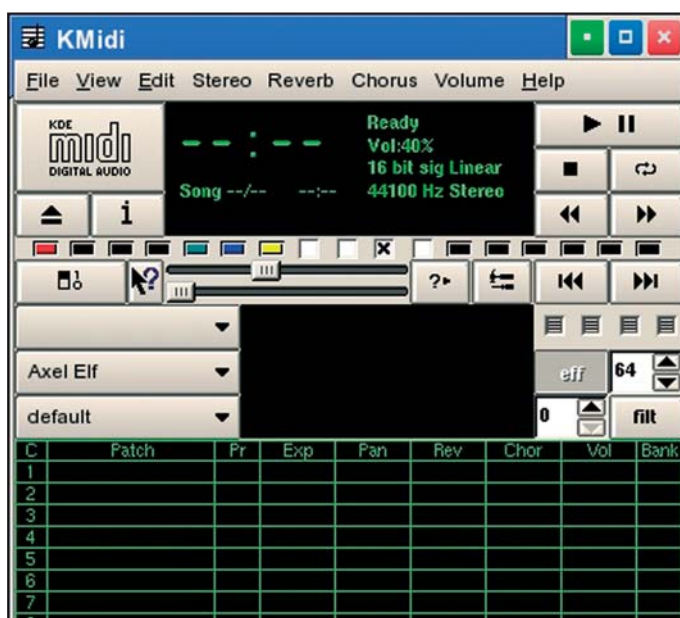 KMidi
File View Edit Stereo Reverb Chorus Volume Help
KDE
midi
DIGITAL AUDIO
--:--
Ready
Vol:40%
16 bit sig Linear
Song --/-- --:-- 44100 Hz Stereo
i
?
?
Axel Elf
eff 64
default
0 filt
C Patch Pr Exp Pan Rev Chor Vol Bank
1
2
3
4
5
6
7